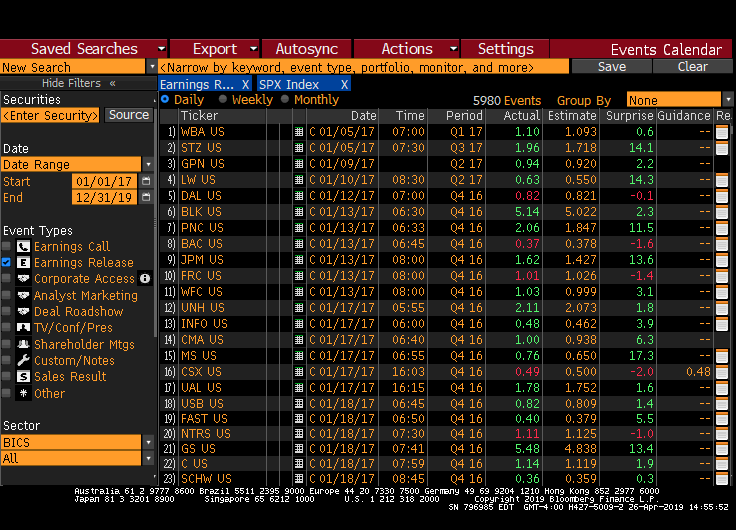 Saved Searches Export Autosync Actions Settings Events Calendar
New Search <Narrow by keyword, event type, portfolio, monitor, and more> Save Clear
Hide Filters « Earnings R... X SPX Index X
Securities Daily Weekly Monthly 5980 Events Group By None
<Enter Security> Source
Ticker Date Time Period Actual Estimate Surprise Guidance Re
1) WBA US C 01/05/17 07:00 Q1 17 1.10 1.093 0.6 --
2) STZ US C 01/05/17 07:30 Q3 17 1.96 1.718 14.1 --
3) GPN US C 01/09/17 Q2 17 0.94 0.920 2.2 --
4) LW US C 01/10/17 08:30 Q2 17 0.63 0.550 14.3 --
5) DAL US C 01/12/17 07:00 Q4 16 0.82 0.821 -0.1 --
6) BLK US C 01/13/17 06:30 Q4 16 5.14 5.022 2.3 --
7) PNC US C 01/13/17 06:33 Q4 16 2.06 1.847 11.5 --
8) BAC US C 01/13/17 06:45 Q4 16 0.37 0.378 -1.6 --
9) JPM US C 01/13/17 06:45 Q4 16 1.62 1.427 13.6 --
10) FRC US C 01/13/17 08:00 Q4 16 1.01 1.026 -1.4 --
11) WFC US C 01/13/17 08:00 Q4 16 1.03 0.999 3.1 --
12) UNH US C 01/17/17 05:55 Q4 16 2.11 2.073 1.8 --
13) INFO US C 01/17/17 06:00 Q4 16 0.48 0.462 3.9 --
14) CMA US C 01/17/17 06:40 Q4 16 1.00 0.938 6.3 --
15) MS US C 01/17/17 06:55 Q4 16 0.76 0.650 17.3 --
16) CSX US C 01/17/17 16:03 Q4 16 0.49 0.500 -2.0 0.48
17) UAL US C 01/17/17 16:15 Q4 16 1.78 1.752 1.6 --
18) USB US C 01/18/17 06:45 Q4 16 0.82 0.809 1.4 --
19) FAST US C 01/18/17 06:50 Q4 16 0.40 0.379 5.5 --
20) NTRS US C 01/18/17 07:30 Q4 16 1.11 1.125 -1.0 --
21) GS US C 01/18/17 07:41 Q4 16 5.48 4.838 13.4 --
22) C US C 01/18/17 07:59 Q4 16 1.14 1.119 1.9 --
23) SCHW US C 01/18/17 08:45 Q4 16 0.36 0.359 0.3 --
Date
Date Range
Start 01/01/17
End 12/31/19
Event Types
Earnings Call
E Earnings Release
Corporate Access
Analyst Marketing
Deal Roadshow
TV/Conf/Pres
Shareholder Mtgs
Custom/Notes
S Sales Result
Other
Sector
BICS
All
Australia 61 2 9777 8600 Brazil 5511 2395 9000 Europe 44 20 7330 7500 Germany 49 69 9204 1210 Hong Kong 852 2977 6000
Japan 81 3 3201 8900 Singapore 65 6212 1000 U.S. 1 212 318 2000 Copyright 2019 Bloomberg Finance L.P.
SN 796985 EDT GMT-4:00 H427-5009-2 26-Apr-2019 14:55:52